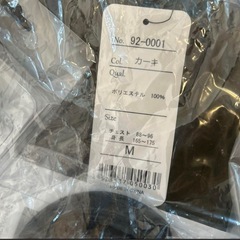 No. 92-0001
Col. カーキ
Qual.
ポリエステル 100%
Size
チェスト 88～96
身長 165～175
M